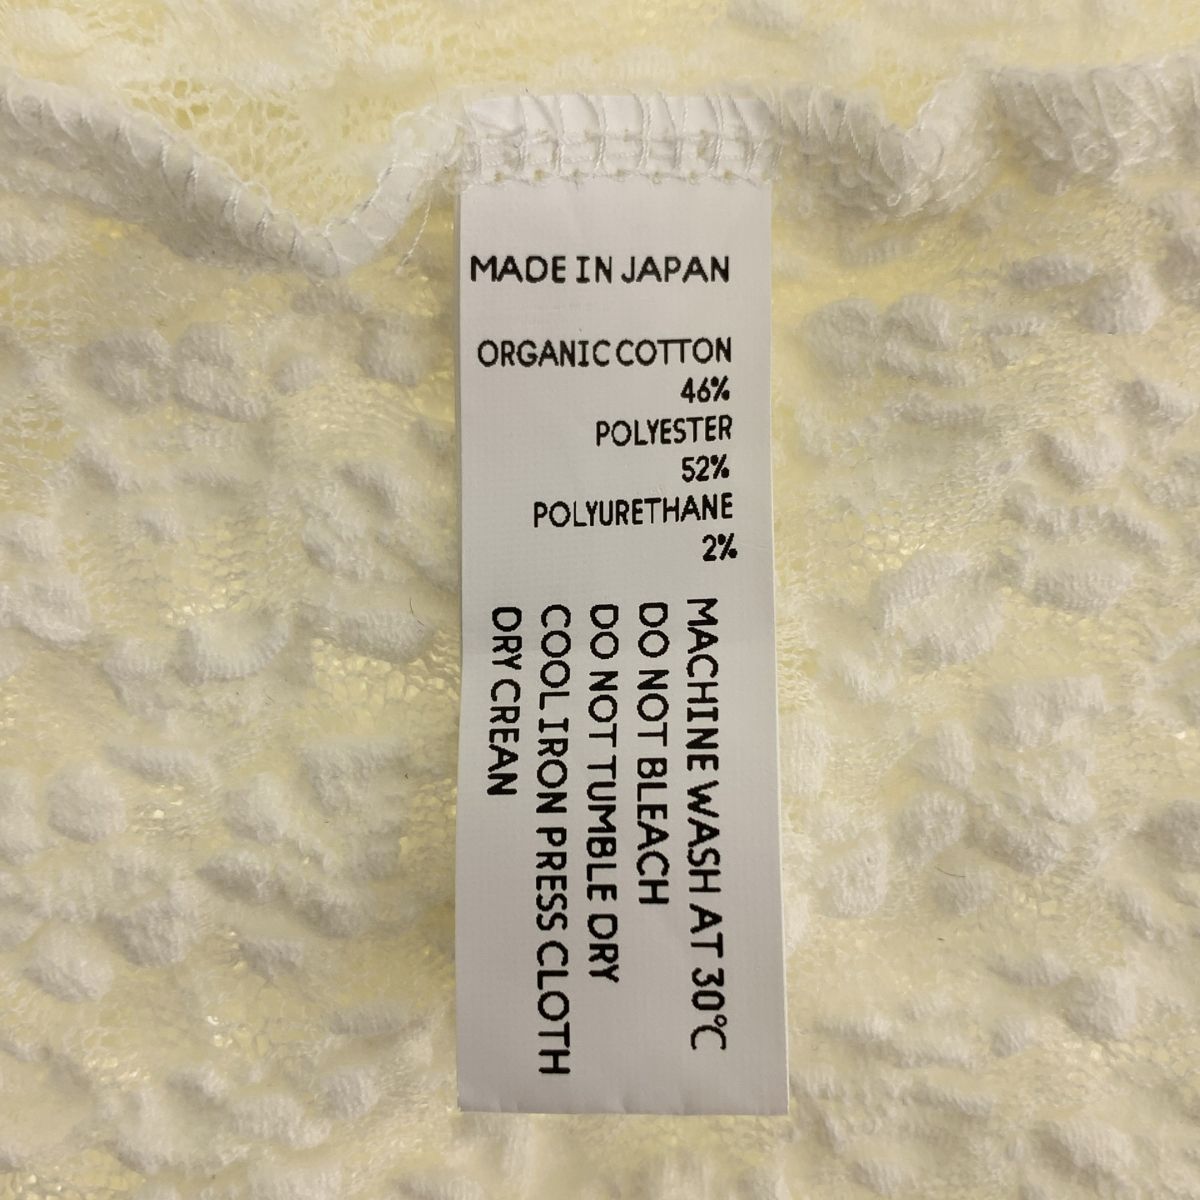 MADE IN JAPAN
ORGANIC COTTON
46%
POLYESTER
52%
POLYURETHANE
2%
MACHINE WASH AT 30℃
DO NOT BLEACH
DO NOT TUMBLE DRY
COOL IRON PRESS CLOTH
DRY CREAN